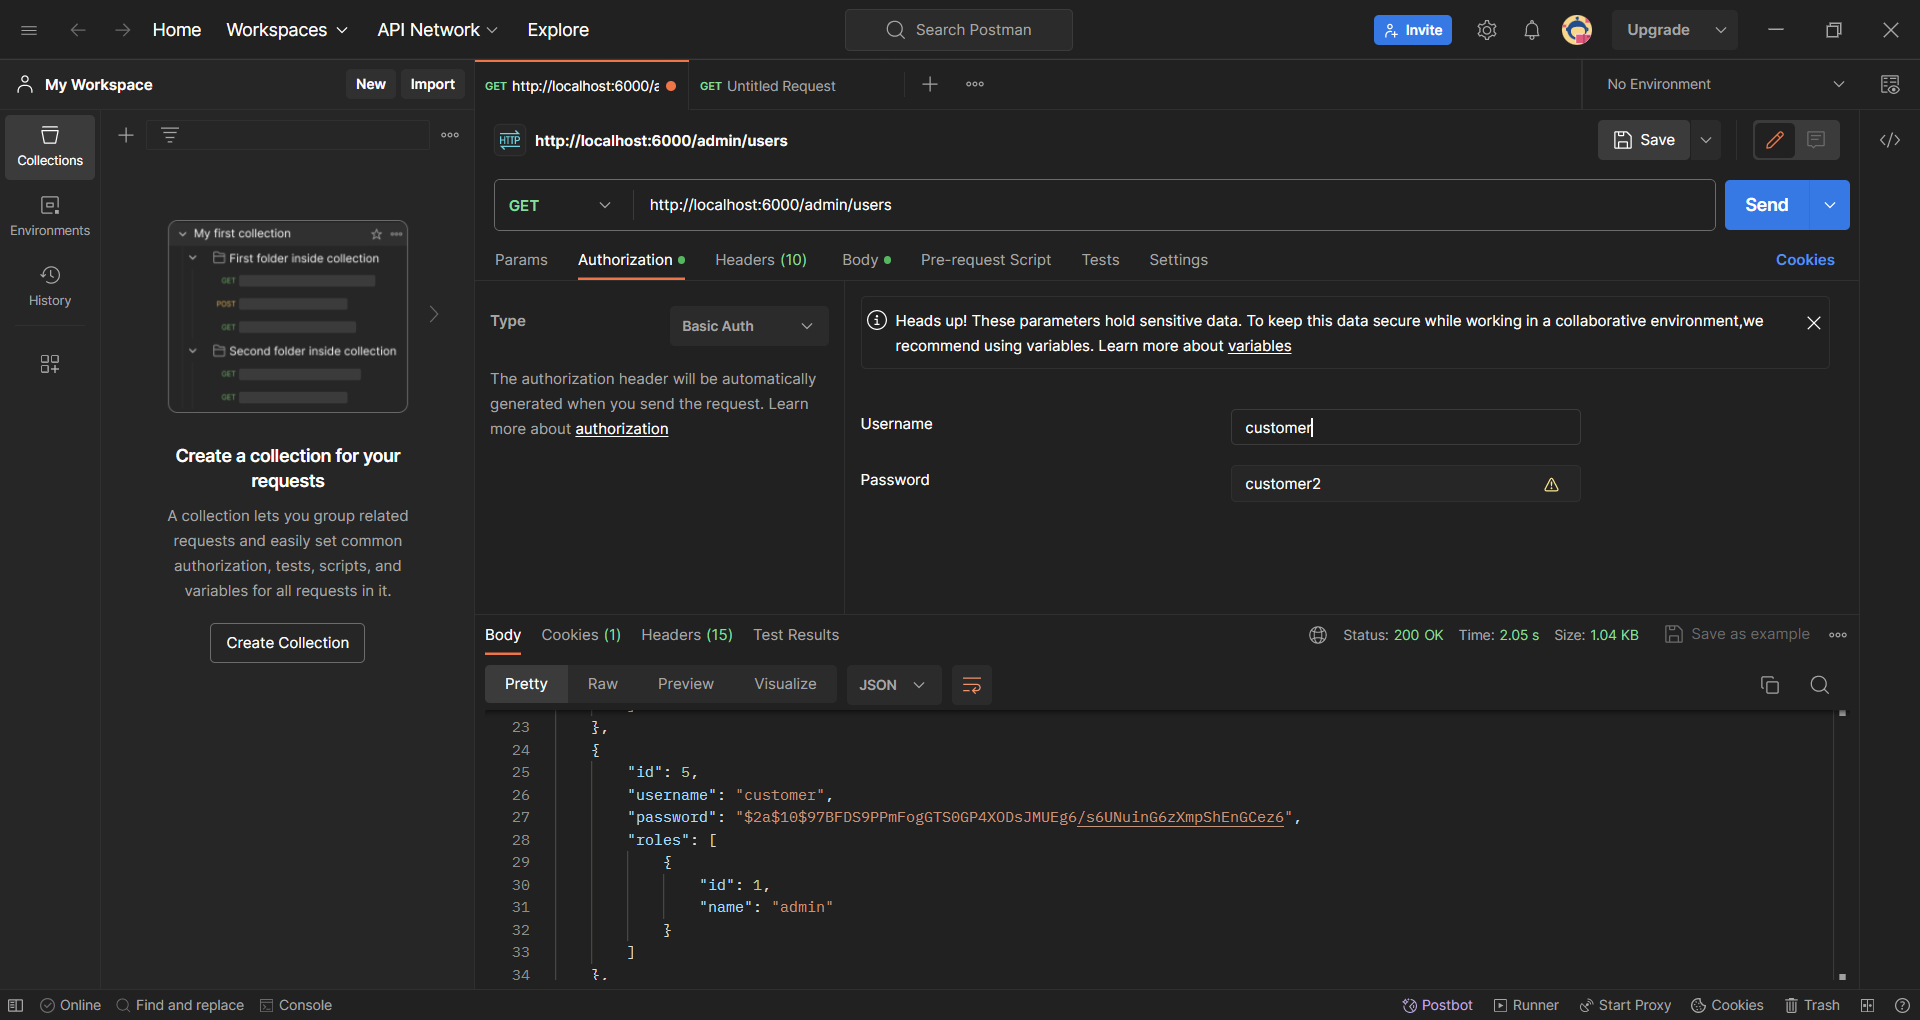 Home Workspaces API Network Explore Search Postman Invite Upgrade
My Workspace New Import GET http://localhost:6000/a GET Untitled Request No Environment
Collections
Environments
History
My first collection
First folder inside collection
GET
POST
GET
Second folder inside collection
GET
GET
Create a collection for your
requests
A collection lets you group related
requests and easily set common
authorization, tests, scripts, and
variables for all requests in it.
Create Collection
HTTP http://localhost:6000/admin/users Save
GET http://localhost:6000/admin/users Send
Params Authorization Headers (10) Body Pre-request Script Tests Settings Cookies
Type Basic Auth
The authorization header will be automatically
generated when you send the request. Learn
more about authorization
Heads up! These parameters hold sensitive data. To keep this data secure while working in a collaborative environment,we
recommend using variables. Learn more about variables
Username customer
Password customer2
Body Cookies (1) Headers (15) Test Results Status: 200 OK Time: 2.05 s Size: 1.04 KB Save as example
Pretty Raw Preview Visualize JSON
23 },
24 {
25 "id": 5,
26 "username": "customer",
27 "password": "$2a$10$97BFDS9PPmFogGTS0GP4XODsJMUEg6/s6UNuinG6zXmpShEnGCez6",
28 "roles": [
29 {
30 "id": 1,
31 "name": "admin"
32 }
33 ]
34 },
Online Find and replace Console Postbot Runner Start Proxy Cookies Trash